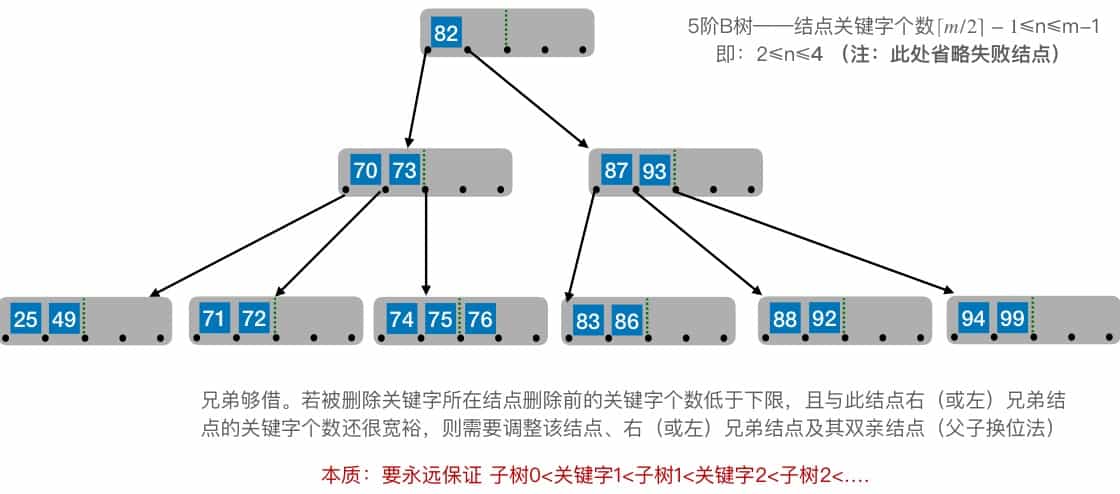 5阶B树——结点关键字个数⌈m/2⌉ − 1≤n≤m−1
即：2≤n≤4 （注：此处省略失败结点）
82
70 73
87 93
25 49
71 72
74 75 76
83 86
88 92
94 99
兄弟够借。若被删除关键字所在结点删除前的关键字个数低于下限，且与此结点右（或左）兄弟结
点的关键字个数还很宽裕，则需要调整该结点、右（或左）兄弟结点及其双亲结点（父子换位法）
本质：要永远保证 子树0<关键字1<子树1<关键字2<子树2<....